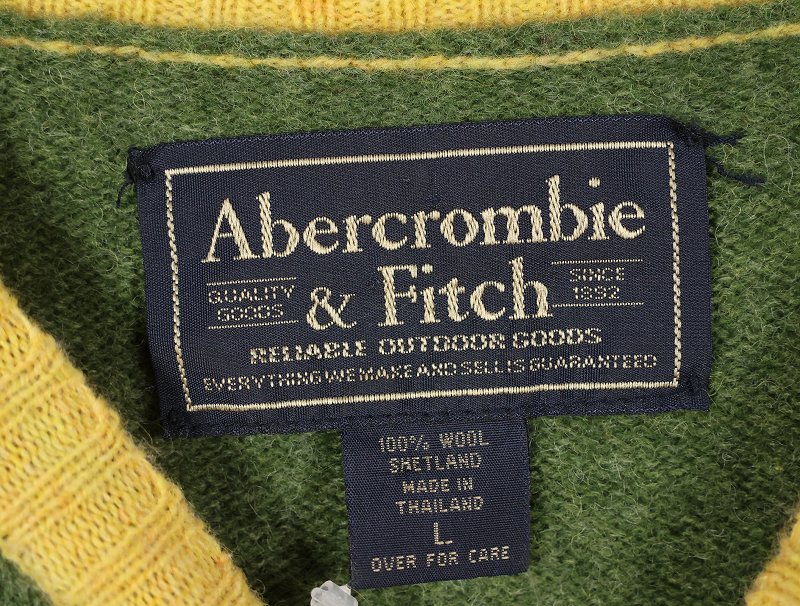 Abercrombie
& Fitch
QUALITY
GOODS
SINCE
1892
RELIABLE OUTDOOR GOODS
EVERYTHING WE MAKE AND SELL IS GUARANTEED
100% WOOL
SHETLAND
MADE IN
THAILAND
L
OVER FOR CARE